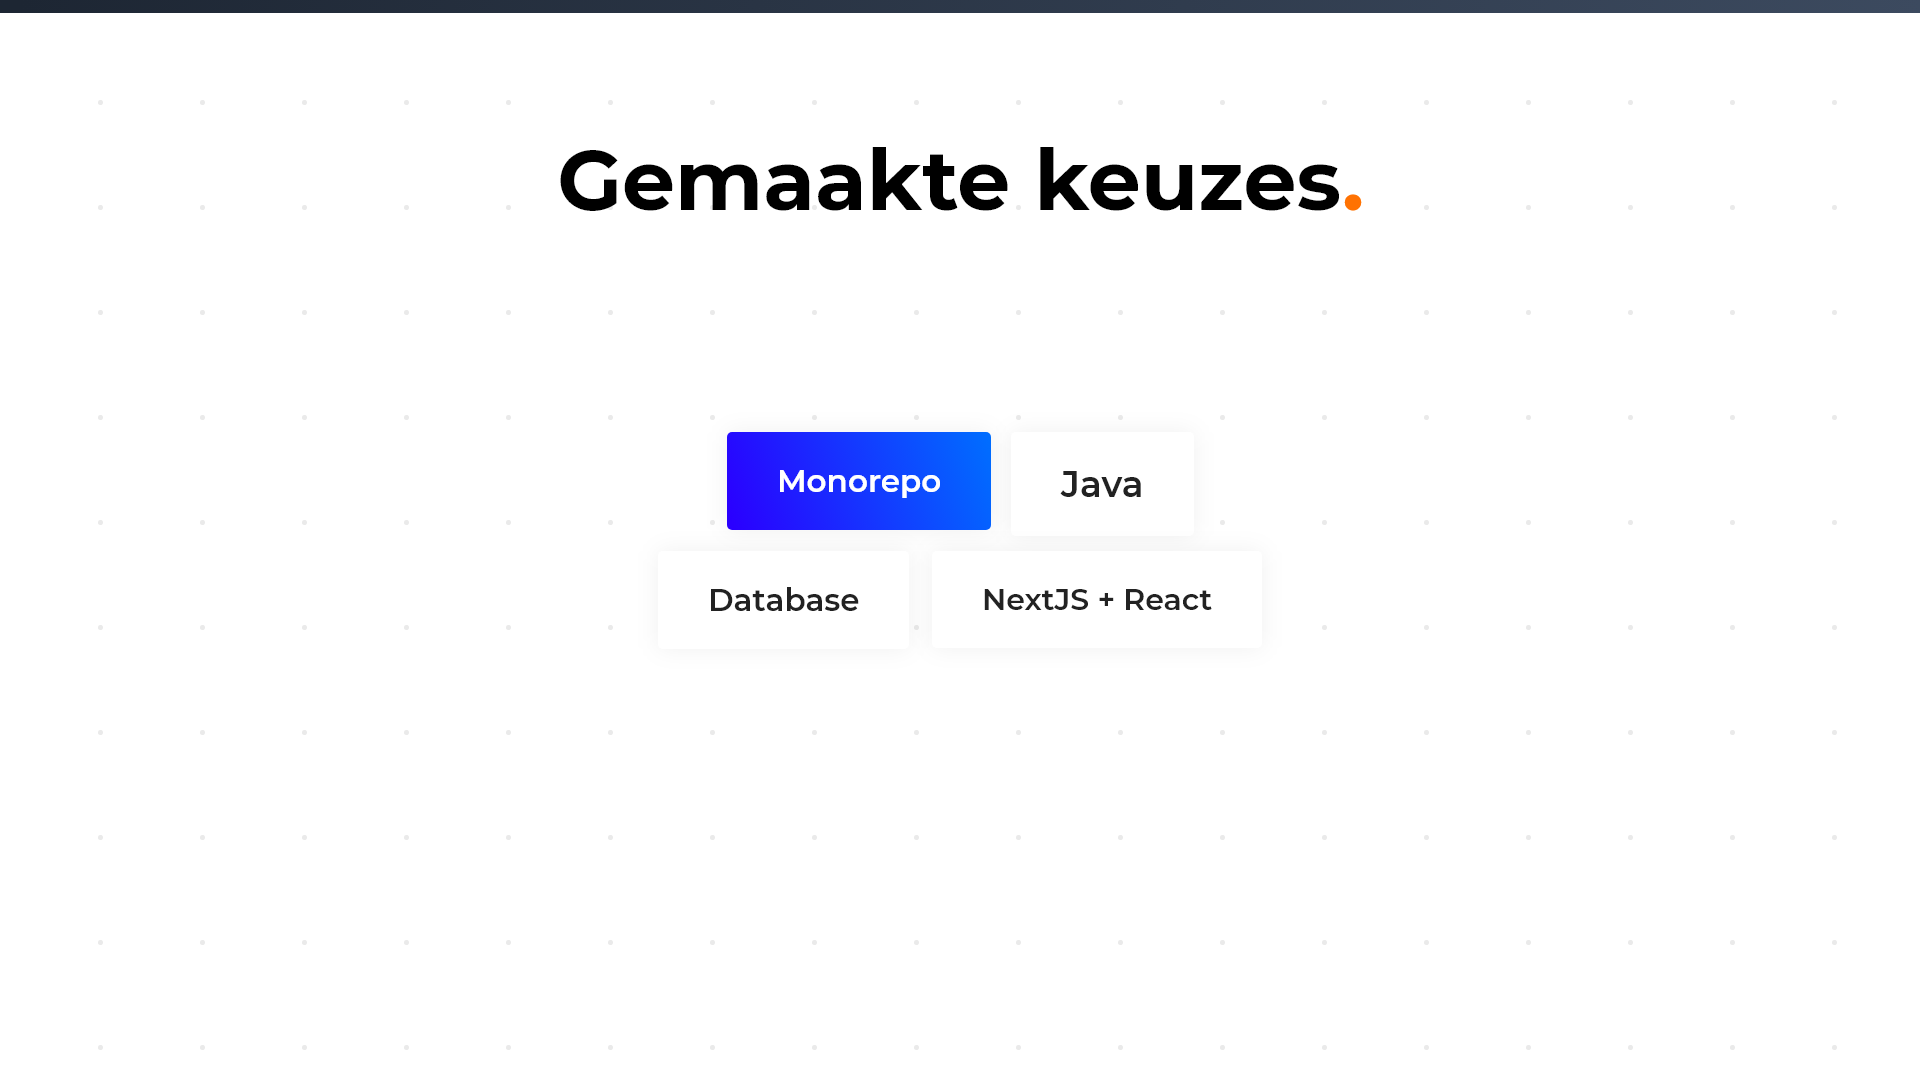 Gemaakte keuzes.
Monorepo
Java
Database
NextJS + React